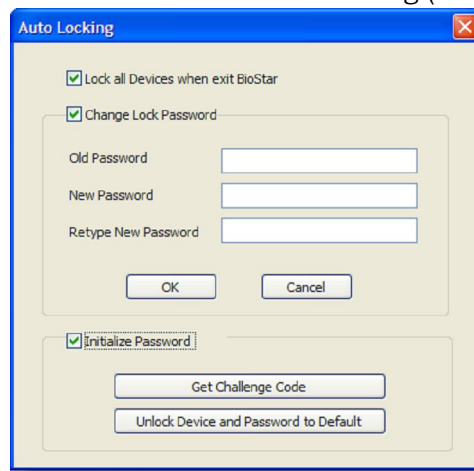 Auto Locking
Lock all Devices when exit BioStar
Change Lock Password
Old Password
New Password
Retype New Password
OK Cancel
Initialize Password
Get Challenge Code
Unlock Device and Password to Default